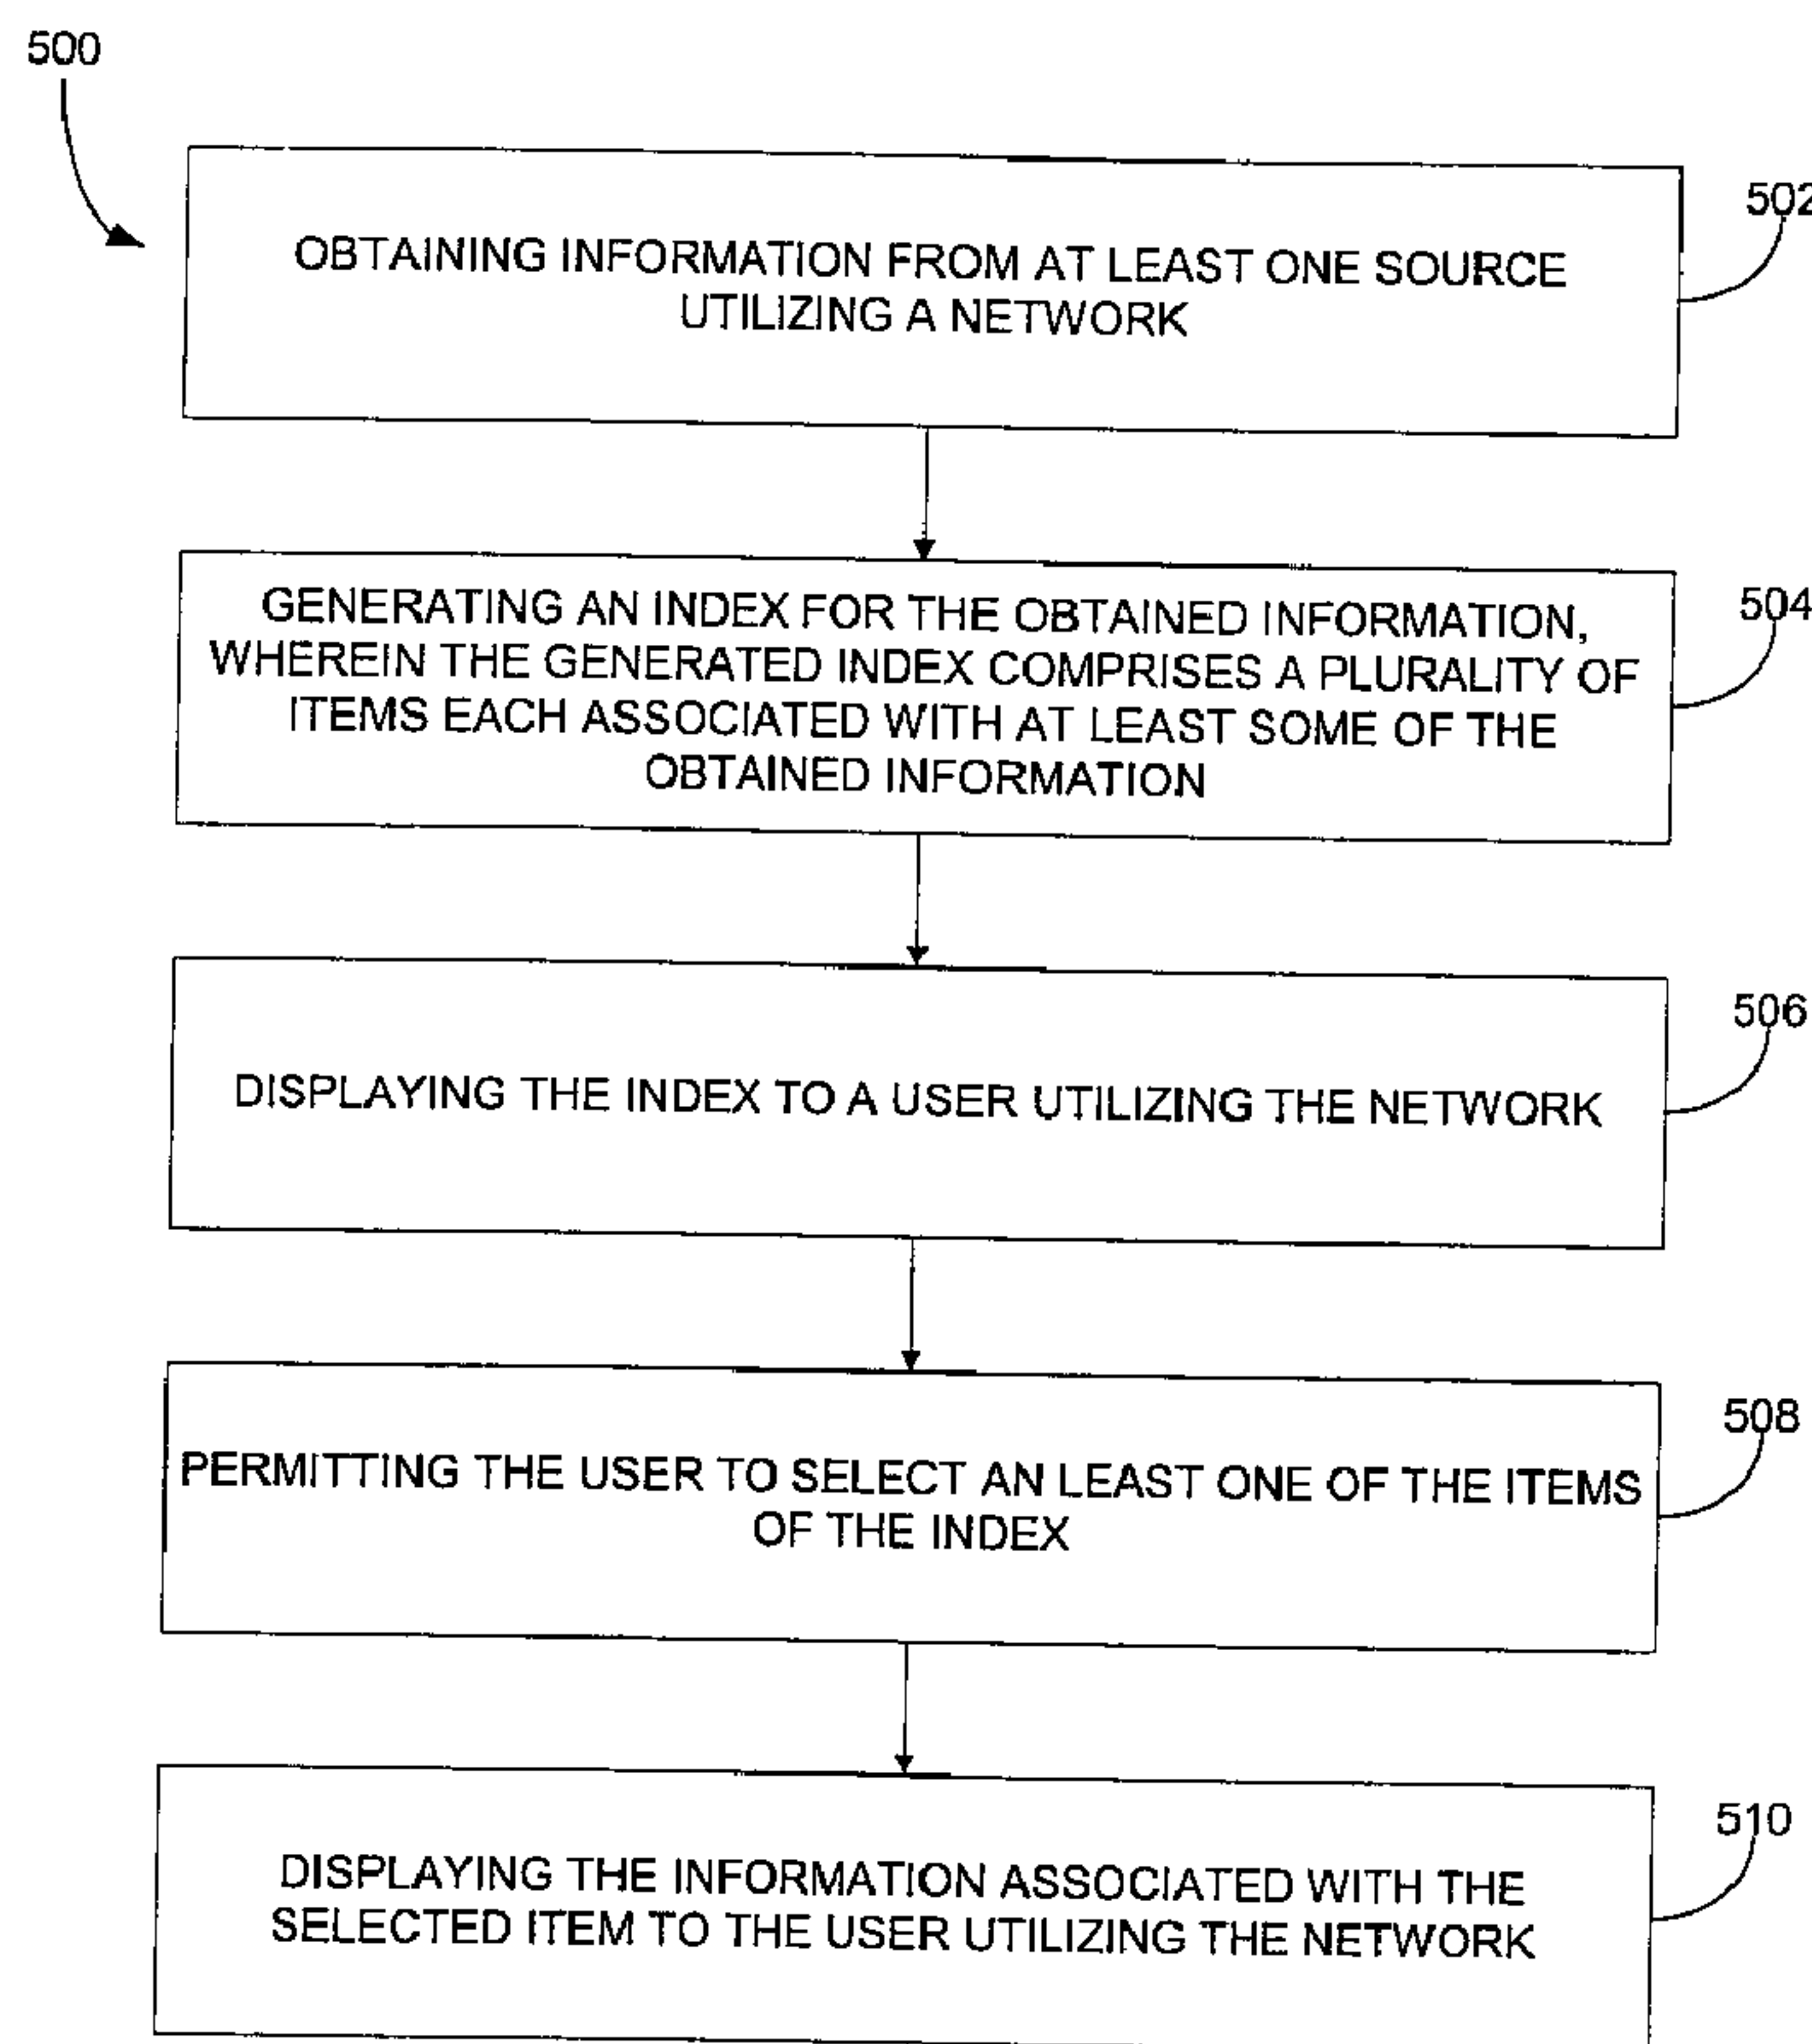 500
OBTAINING INFORMATION FROM AT LEAST ONE SOURCE
UTILIZING A NETWORK
502
GENERATING AN INDEX FOR THE OBTAINED INFORMATION,
WHEREIN THE GENERATED INDEX COMPRISES A PLURALITY OF
ITEMS EACH ASSOCIATED WITH AT LEAST SOME OF THE
OBTAINED INFORMATION
504
DISPLAYING THE INDEX TO A USER UTILIZING THE NETWORK
506
PERMITTING THE USER TO SELECT AN LEAST ONE OF THE ITEMS
OF THE INDEX
508
DISPLAYING THE INFORMATION ASSOCIATED WITH THE
SELECTED ITEM TO THE USER UTILIZING THE NETWORK
510